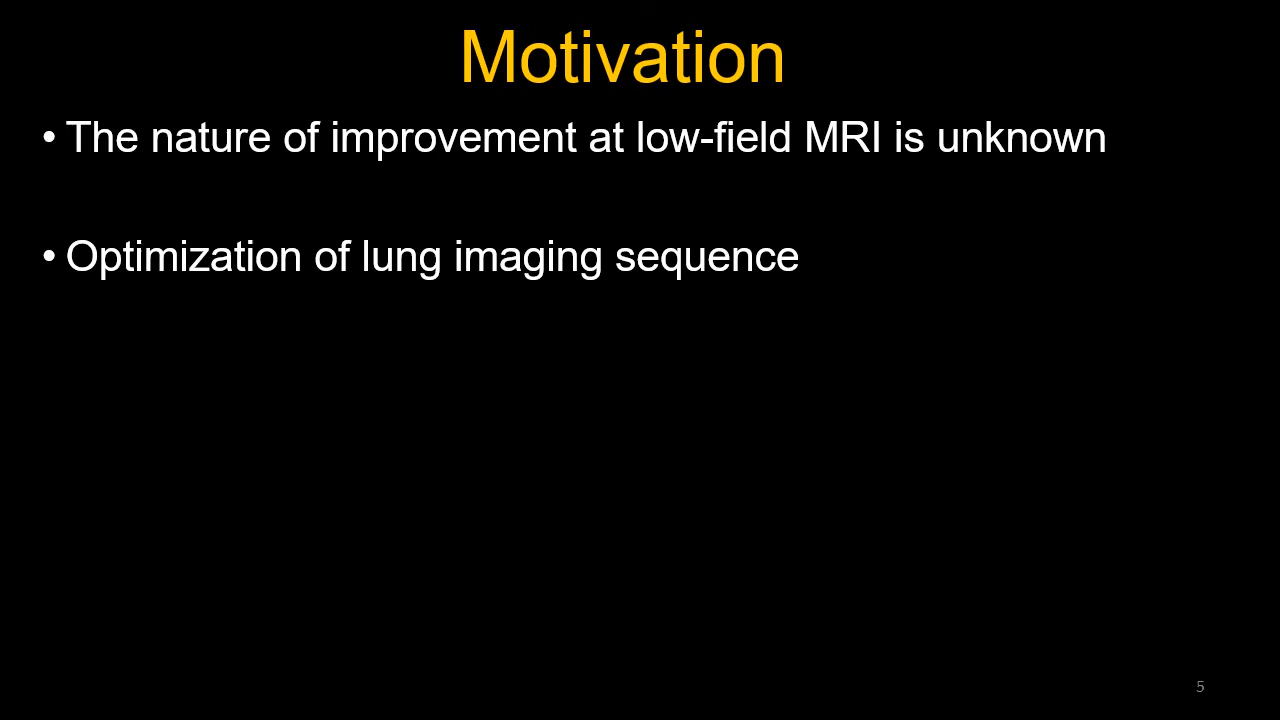 Motivation
• The nature of improvement at low-field MRI is unknown
• Optimization of lung imaging sequence
5